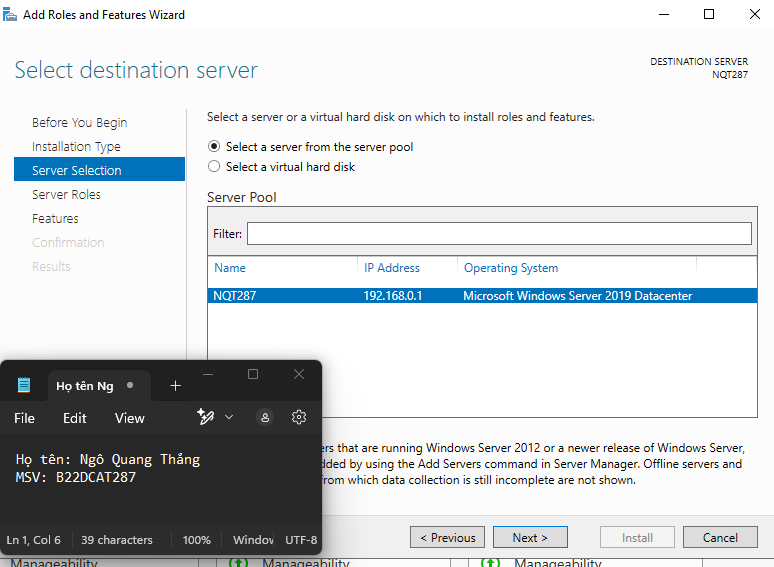 Add Roles and Features Wizard
Select destination server
DESTINATION SERVER
NQT287
Before You Begin
Installation Type
Server Selection
Server Roles
Features
Confirmation
Results
Select a server or a virtual hard disk on which to install roles and features.
Select a server from the server pool
Select a virtual hard disk
Server Pool
Filter:
Name IP Address Operating System
NQT287 192.168.0.1 Microsoft Windows Server 2019 Datacenter
that are running Windows Server 2012 or a newer release of Windows Server,
by using the Add Servers command in Server Manager. Offline servers and
from which data collection is still incomplete are not shown.
< Previous Next > Install Cancel
Họ tên Ng
File Edit View
Họ tên: Ngô Quang Thắng
MSV: B22DCAT287
Ln 1, Col 6 39 characters 100% Window UTF-8
Manageability Manageability Manageability